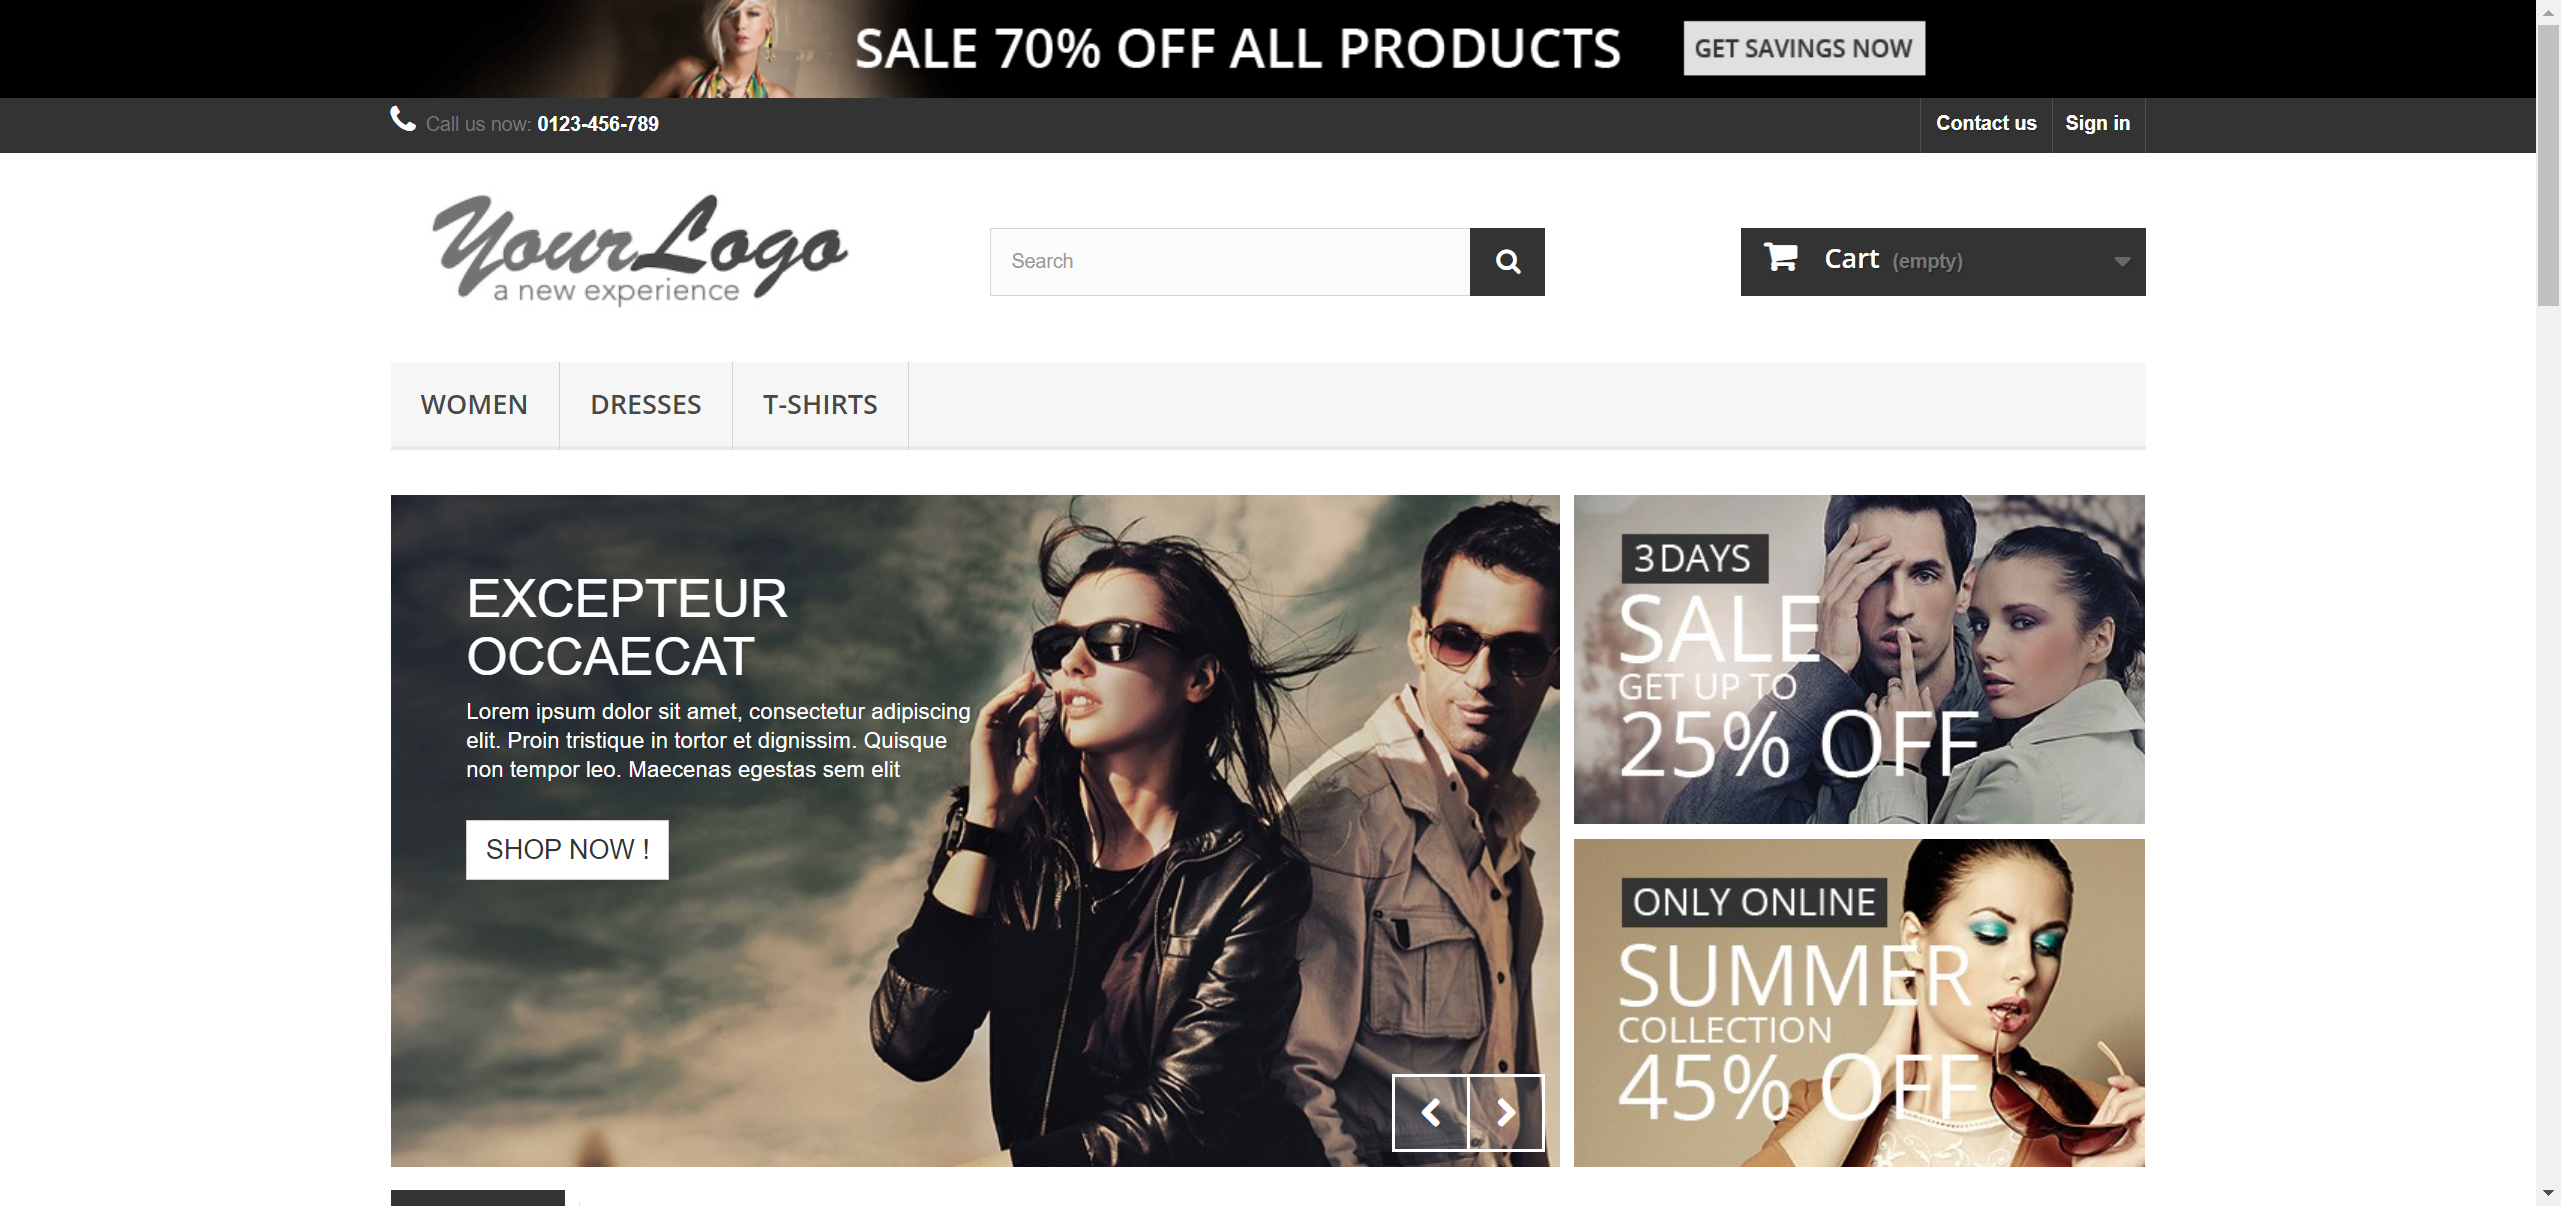 SALE 70% OFF ALL PRODUCTS GET SAVINGS NOW
Call us now: 0123-456-789 Contact us Sign in
YourLogo
a new experience
Search
Cart (empty)
WOMEN DRESSES T-SHIRTS
EXCEPTEUR
OCCAECAT
Lorem ipsum dolor sit amet, consectetur adipiscing
elit. Proin tristique in tortor et dignissim. Quisque
non tempor leo. Maecenas egestas sem elit
SHOP NOW !
3 DAYS
SALE
GET UP TO
25% OFF
ONLY ONLINE
SUMMER
COLLECTION
45% OFF